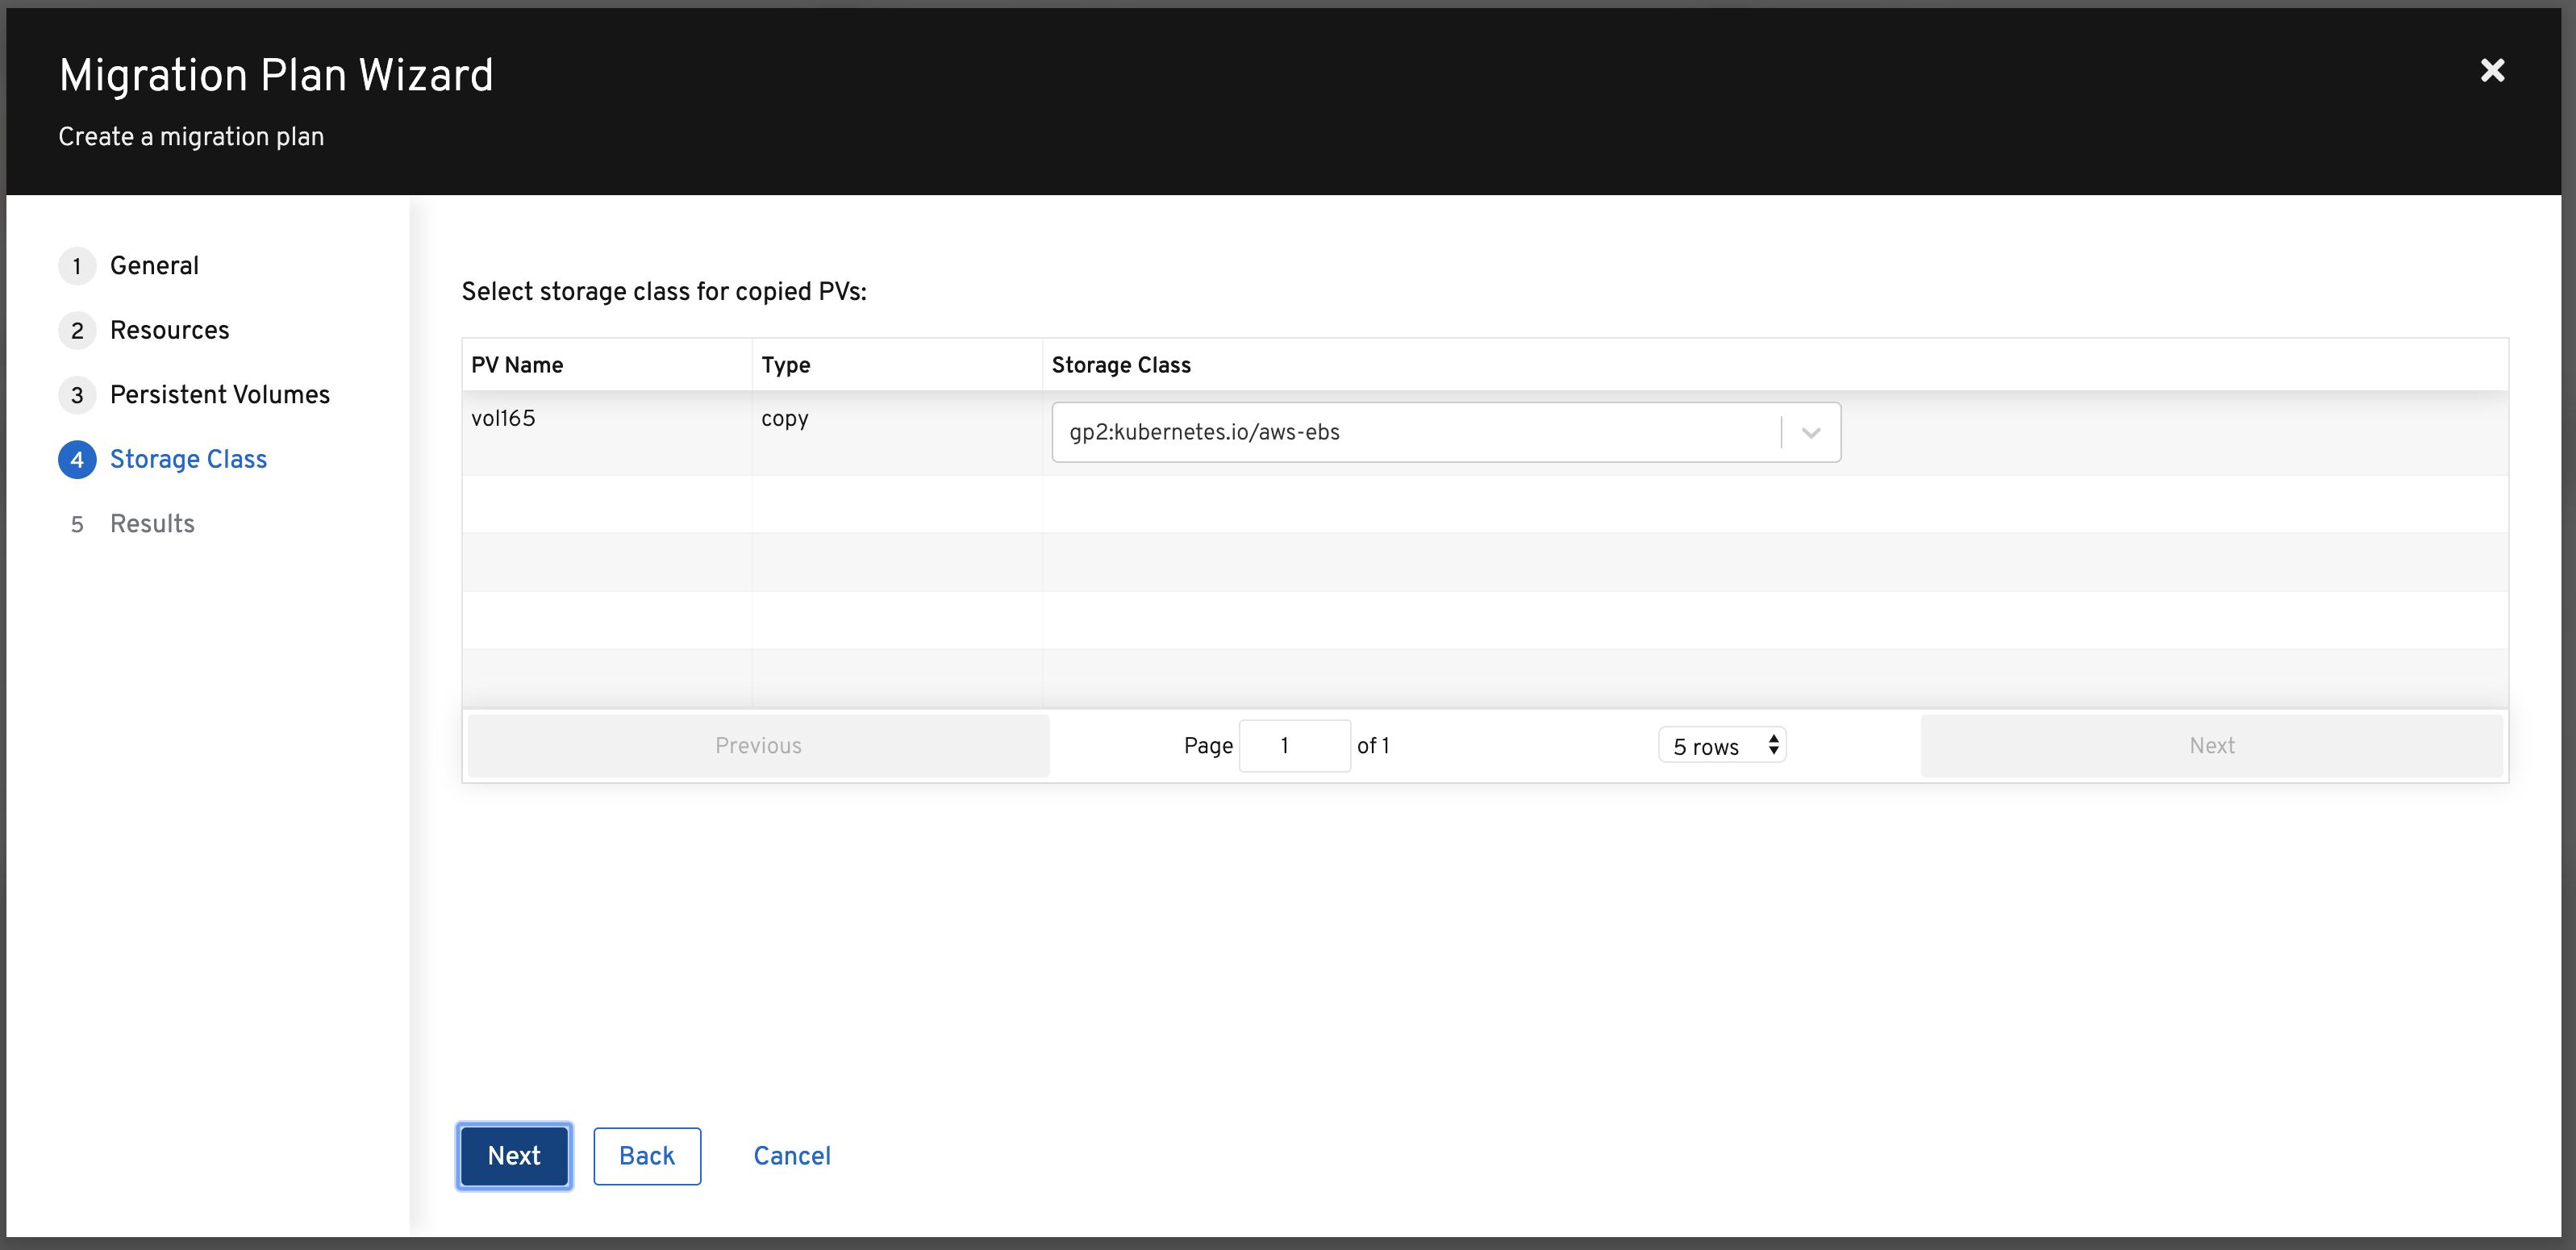 Migration Plan Wizard
Create a migration plan
1 General
2 Resources
3 Persistent Volumes
4 Storage Class
5 Results
Select storage class for copied PVs:
PV Name Type Storage Class
vol165 copy gp2:kubernetes.io/aws-ebs
Previous Page 1 of 1 5 rows Next
Next Back Cancel